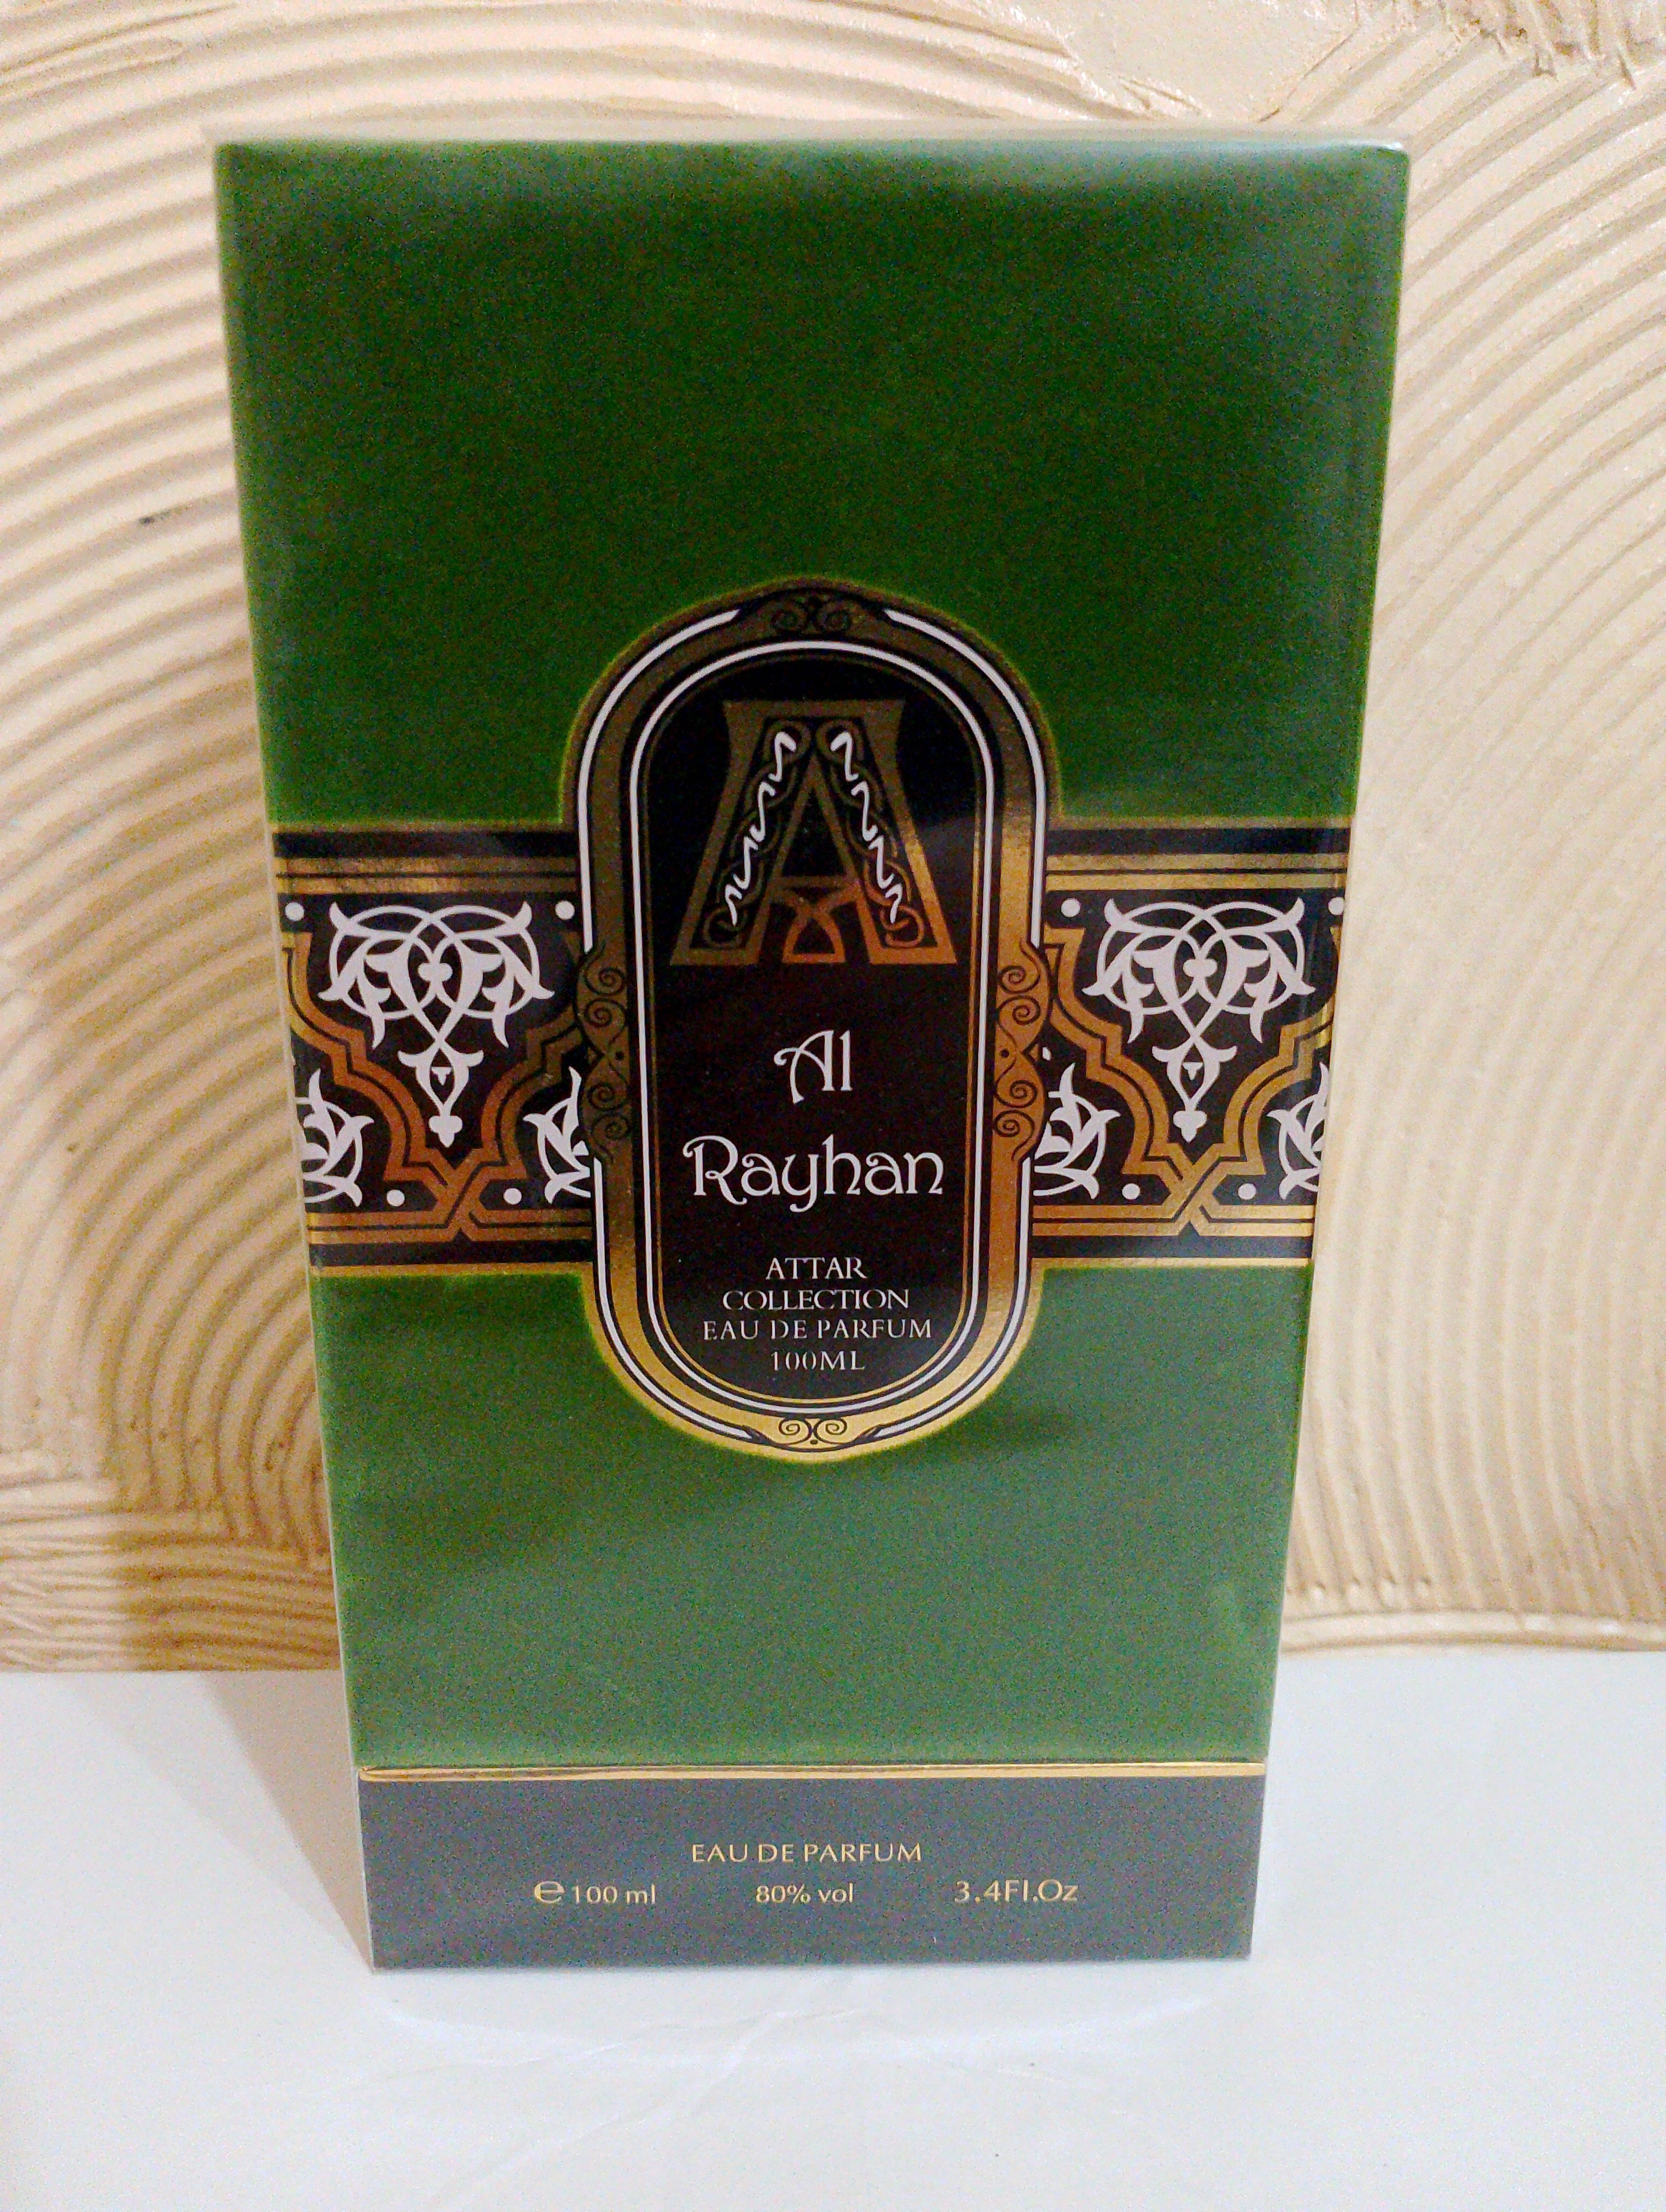 A
Al
Rayhan
ATTAR
COLLECTION
EAU DE PARFUM
100ML
EAU DE PARFUM
℮100 ml 80% vol 3.4Fl.Oz